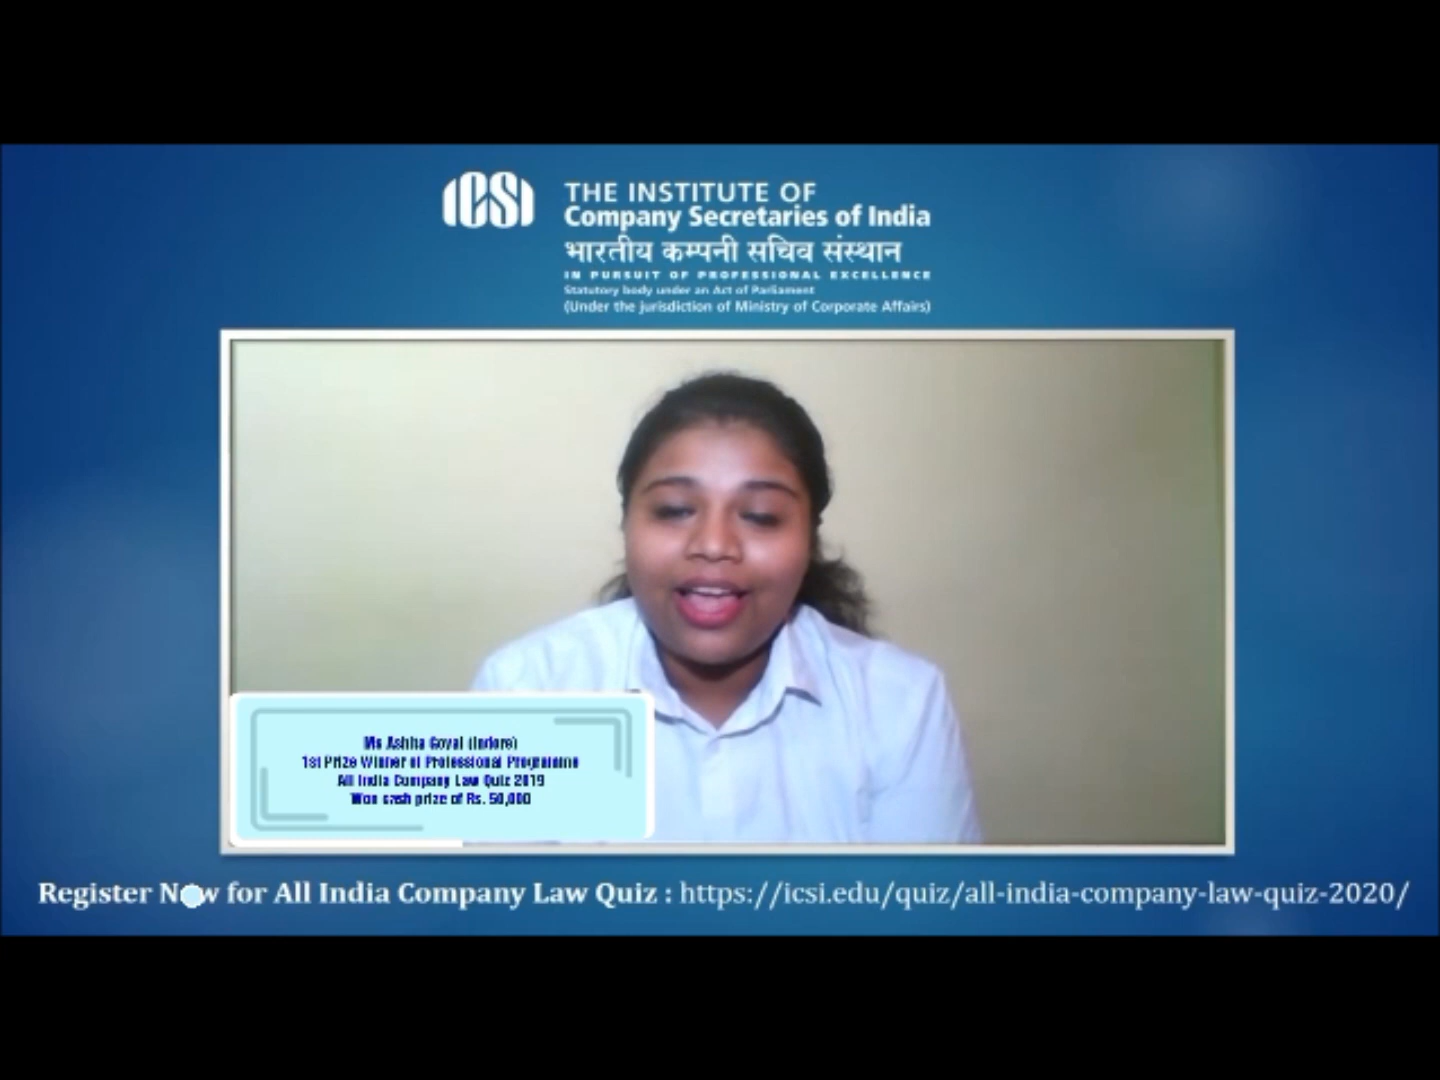 ICSI
THE INSTITUTE OF
Company Secretaries of India
भारतीय कम्पनी सचिव संस्थान
IN PURSUIT OF PROFESSIONAL EXCELLENCE
Statutory body under an Act of Parliament
(Under the jurisdiction of Ministry of Corporate Affairs)
Ms Goyal (Indore)
1st Prize Winner of Professional Programme
All India Company Law Quiz 2019
Won cash prize of Rs. 50,000
Register Now for All India Company Law Quiz : https://icsi.edu/quiz/all-india-company-law-quiz-2020/